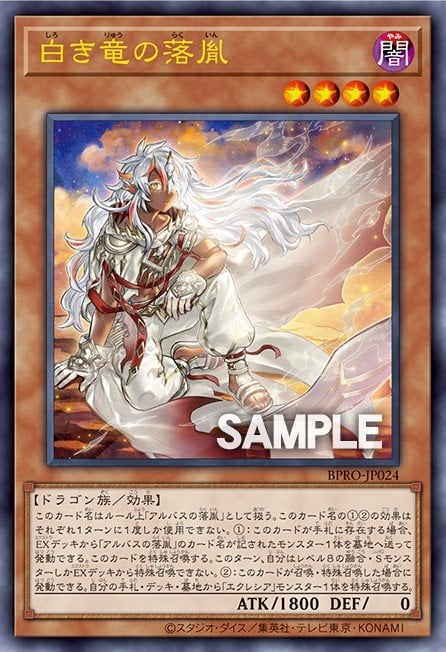 白き竜の落胤
闇
SAMPLE
BPRO-JP024
【ドラゴン族／効果】
このカード名はルール上「アルバスの落胤」として扱う。このカード名の①②の効果は
それぞれ１ターンに１度しか使用できない。①：このカードが手札に存在する場合、
EXデッキから「アルバスの落胤」のカード名が記されたモンスター１体を墓地へ送って
発動できる。このカードを特殊召喚する。このターン、自分はレベル８の融合・Sモンス
ターしかEXデッキから特殊召喚できない。②：このカードが召喚・特殊召喚した場合に
発動できる。自分の手札・デッキ・墓地から「エクレシア」モンスター１体を特殊召喚する。
ATK/1800 DEF/ 0
©スタジオ・ダイス／集英社・テレビ東京・KONAMI